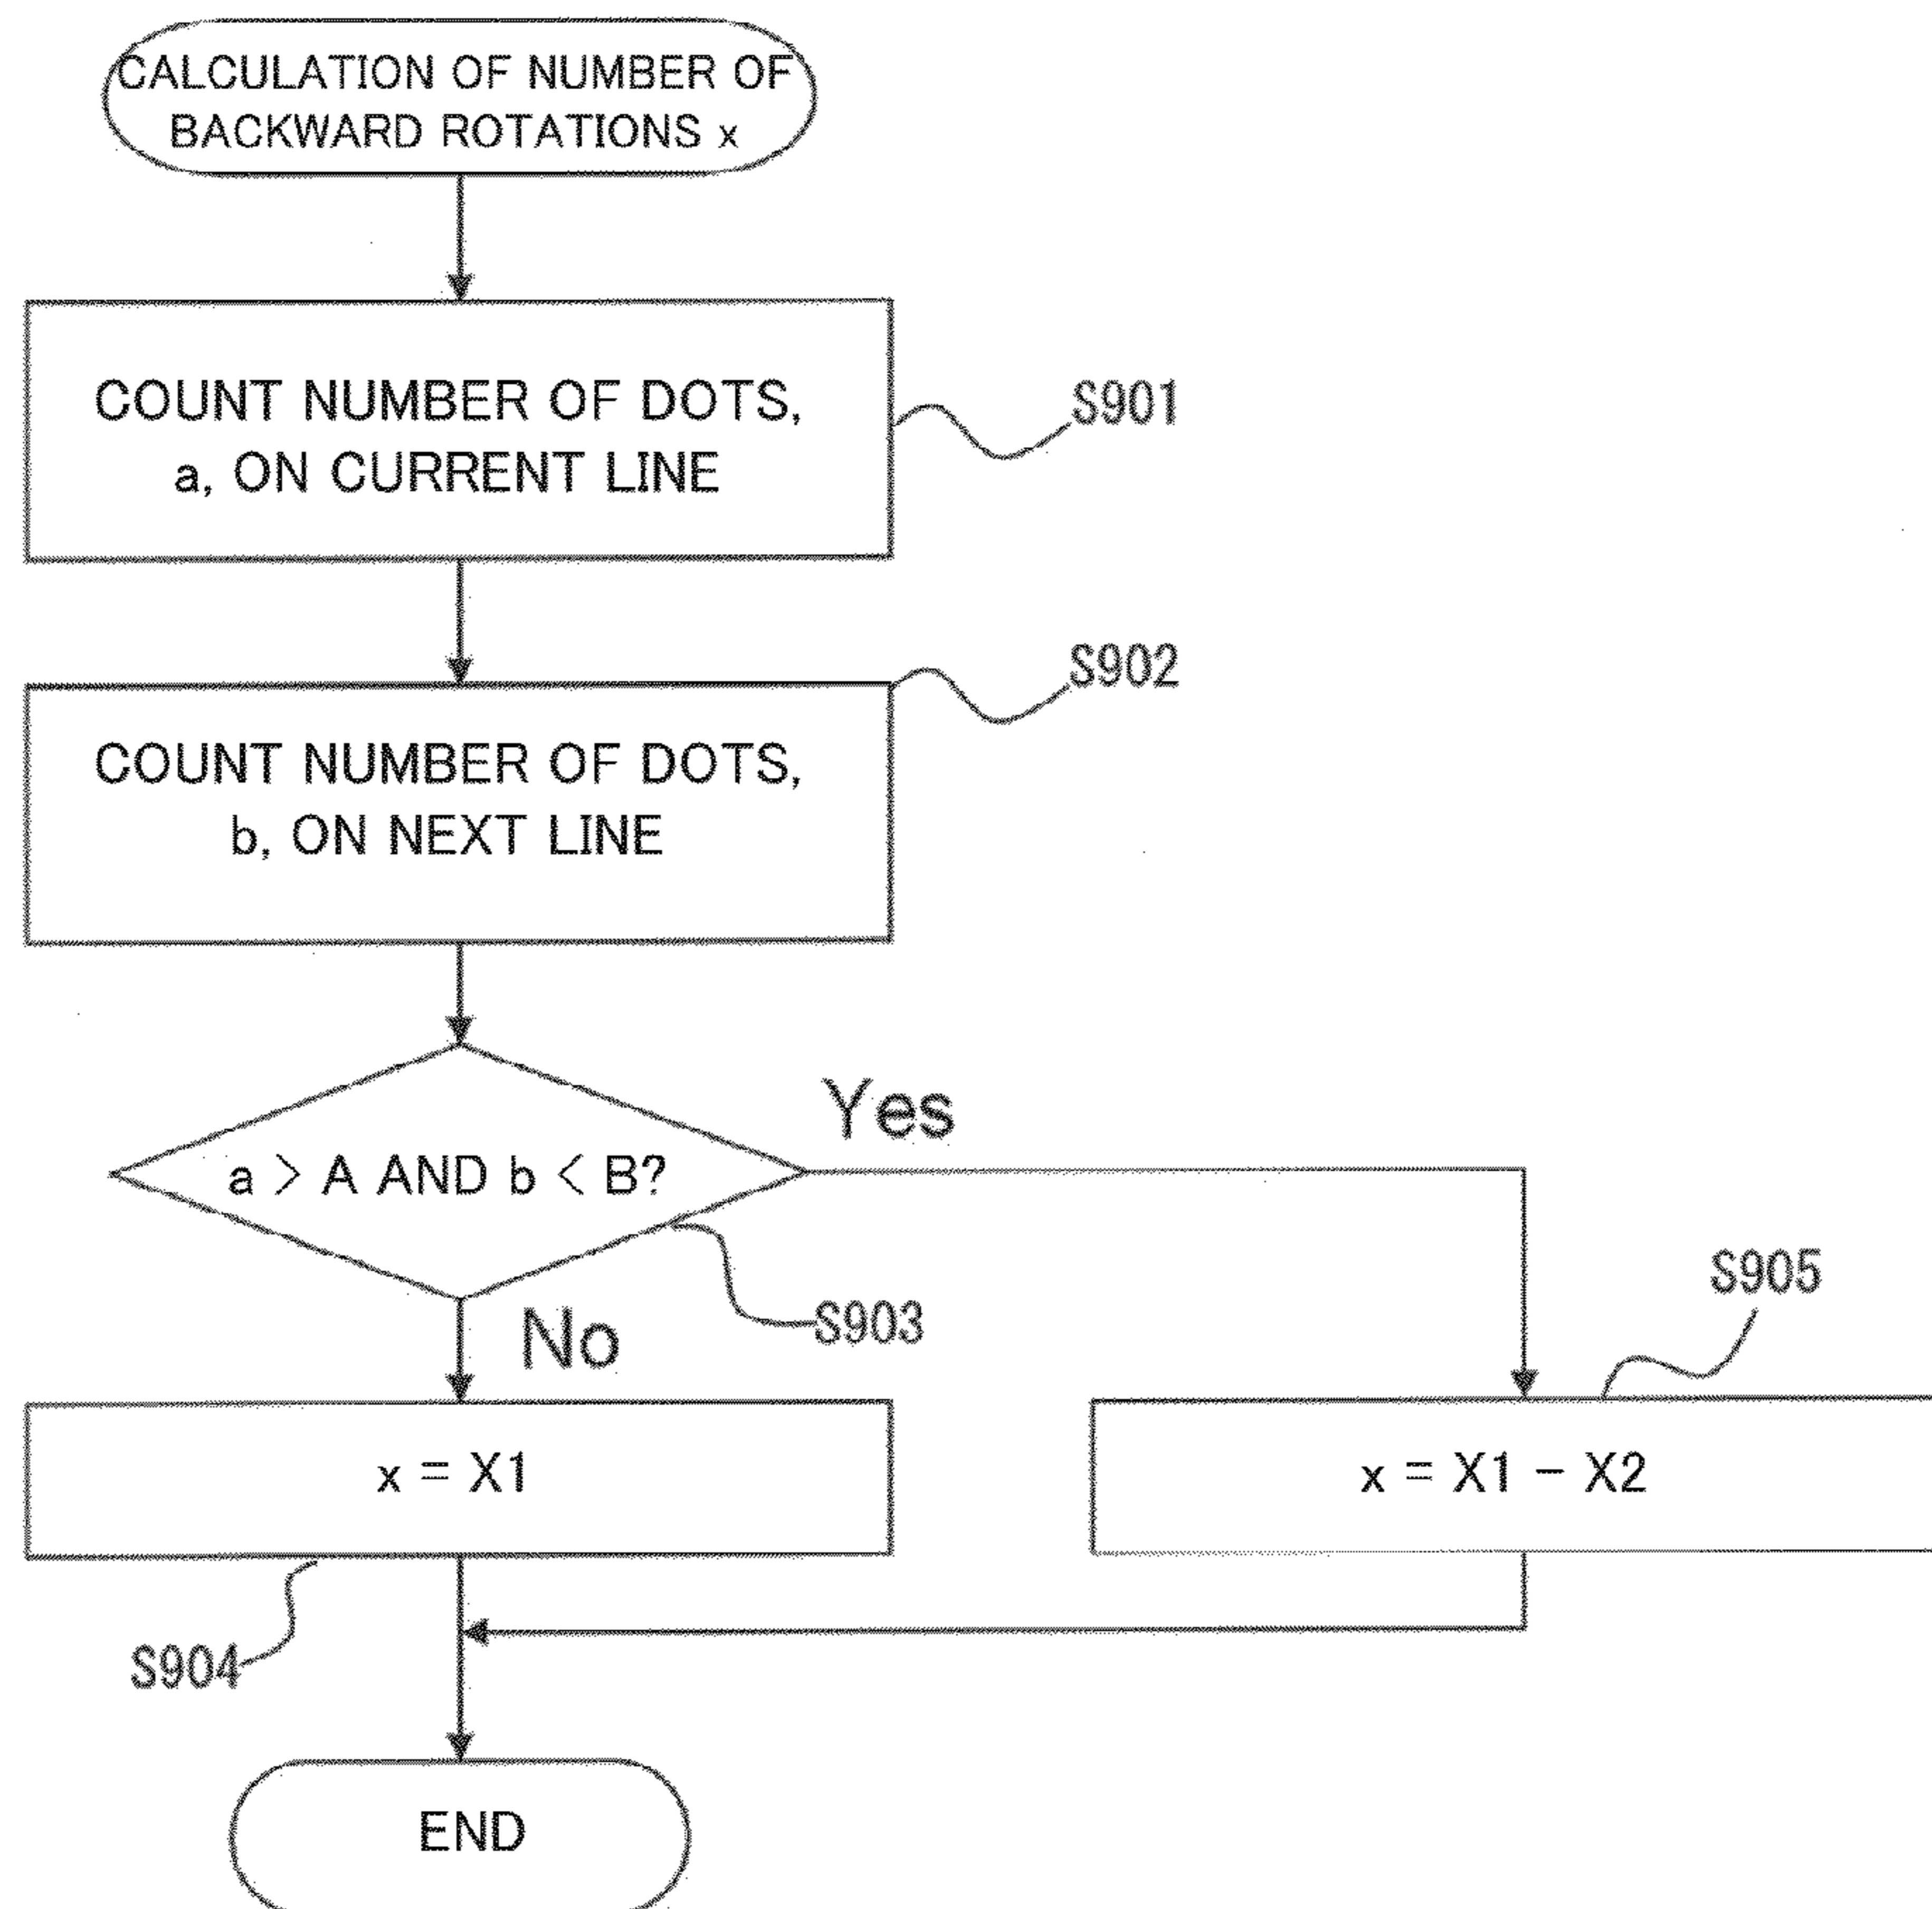 CALCULATION OF NUMBER OF
BACKWARD ROTATIONS x
COUNT NUMBER OF DOTS,
a, ON CURRENT LINE
S901
COUNT NUMBER OF DOTS,
b, ON NEXT LINE
S902
a > A AND b < B?
Yes
S903
No
S905
x = X1
x = X1 − X2
S904
END